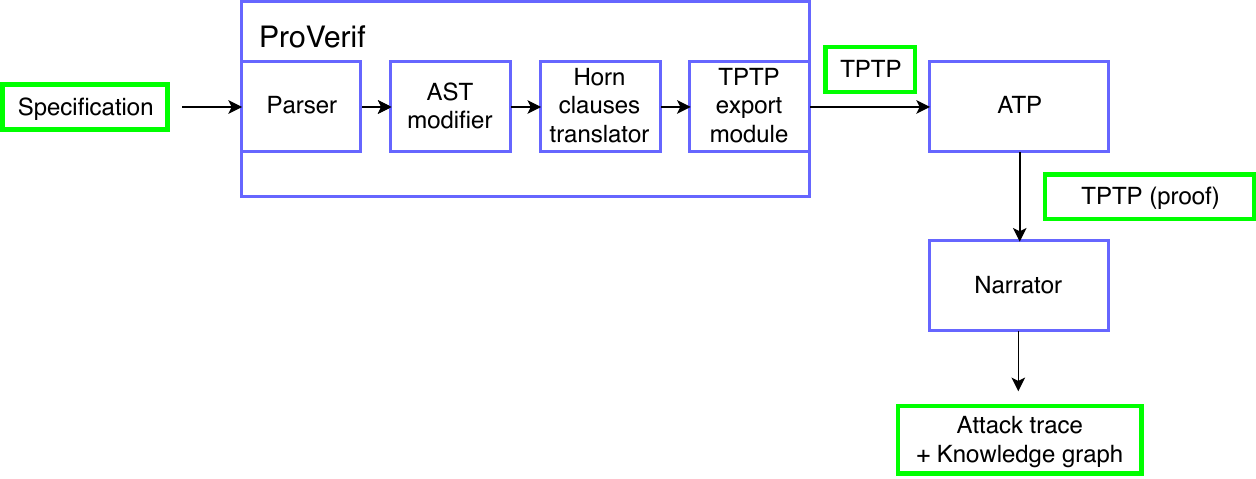 ProVerif
Specification
Parser
AST
modifier
Horn
clauses
translator
TPTP
export
module
TPTP
ATP
TPTP (proof)
Narrator
Attack trace
+ Knowledge graph